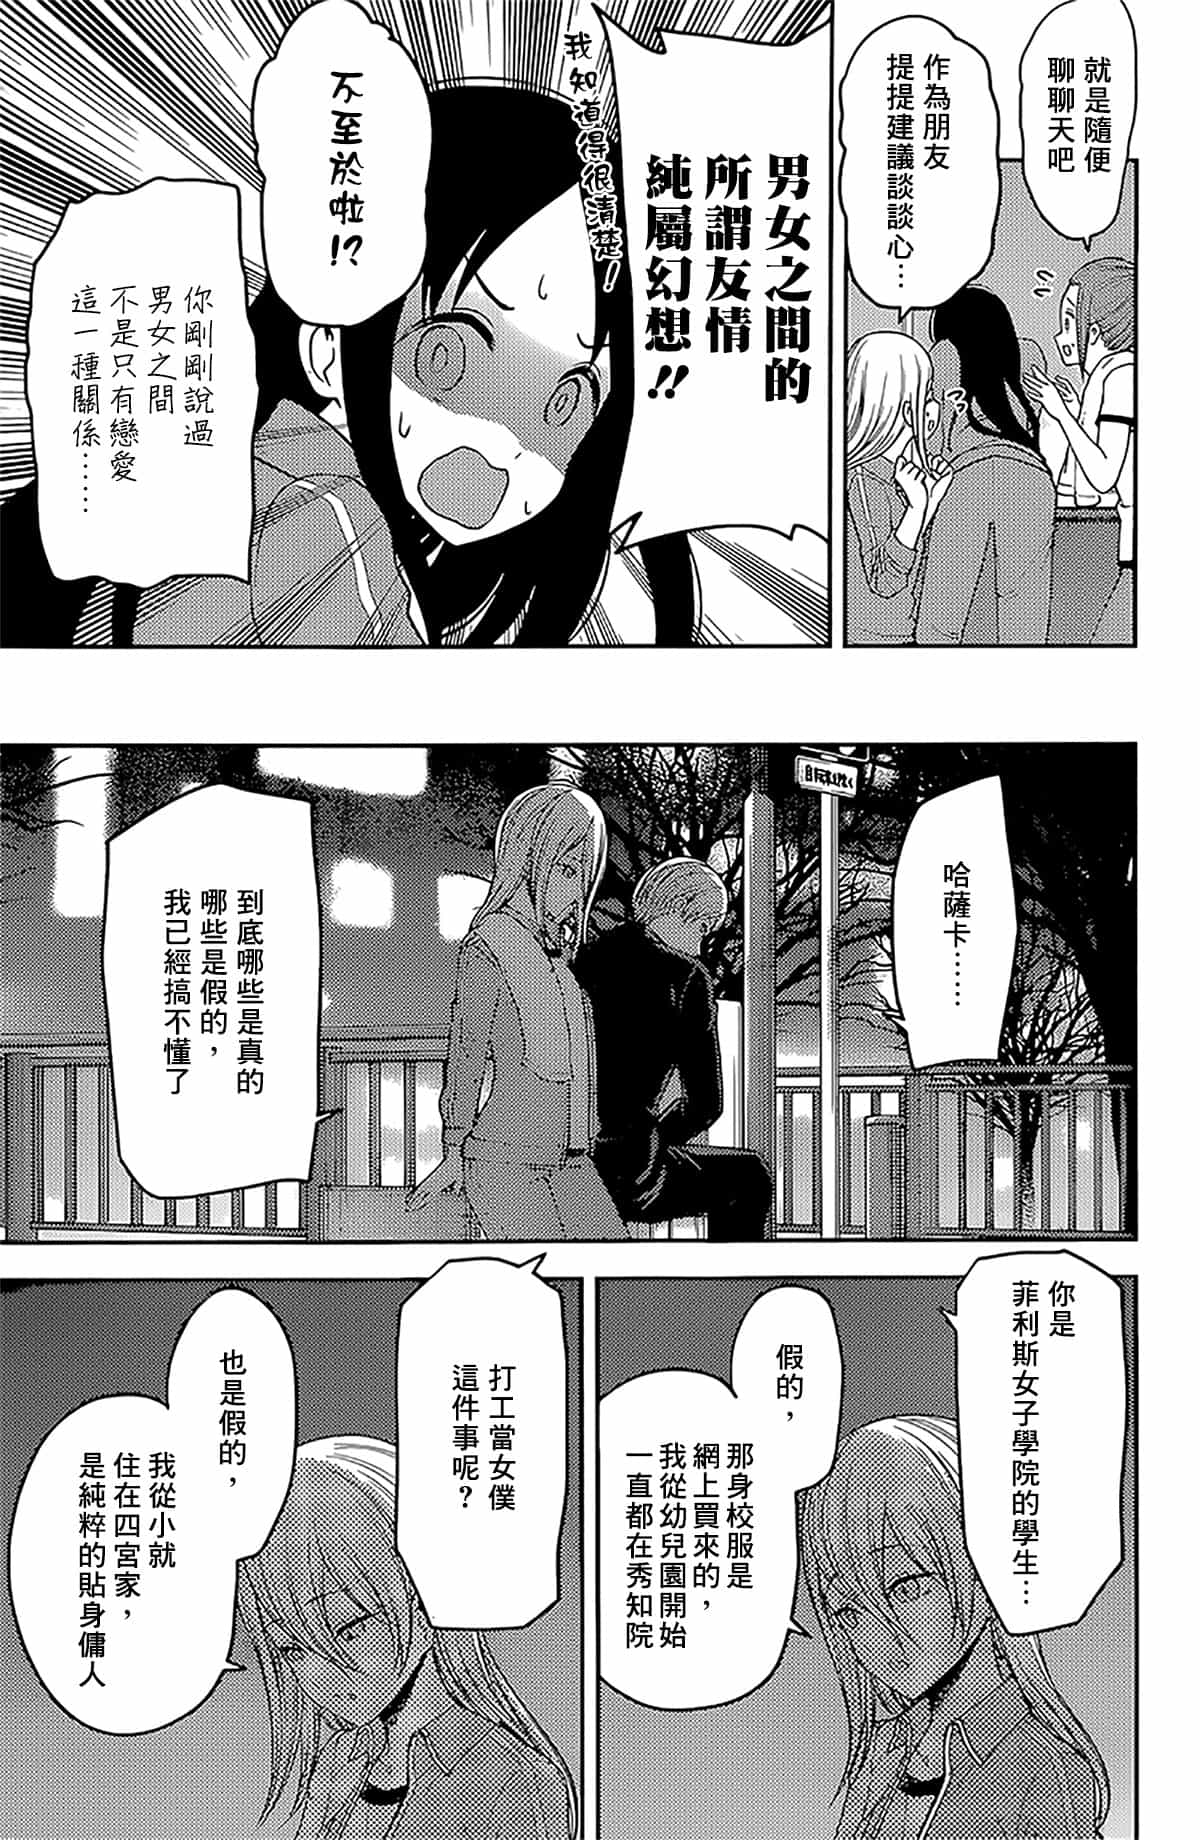 就是隨便
聊聊天吧
作為朋友
提提建議談談心…
男女之間的
所謂友情
純屬幻想!!
我知道得很清楚！
不至於啦!?
你剛剛說過
男女之間
不是只有戀愛
這一種關係……
哈薩卡……
到底哪些是真的
哪些是假的，
我已經搞不懂了
你是
菲利斯女子學院的學生…
假的，
那身校服是
網上買來的，
我從幼兒園開始
一直都在秀知院
打工當女僕
這件事呢？
也是假的，
我從小就
住在四宮家，
是純粹的貼身傭人